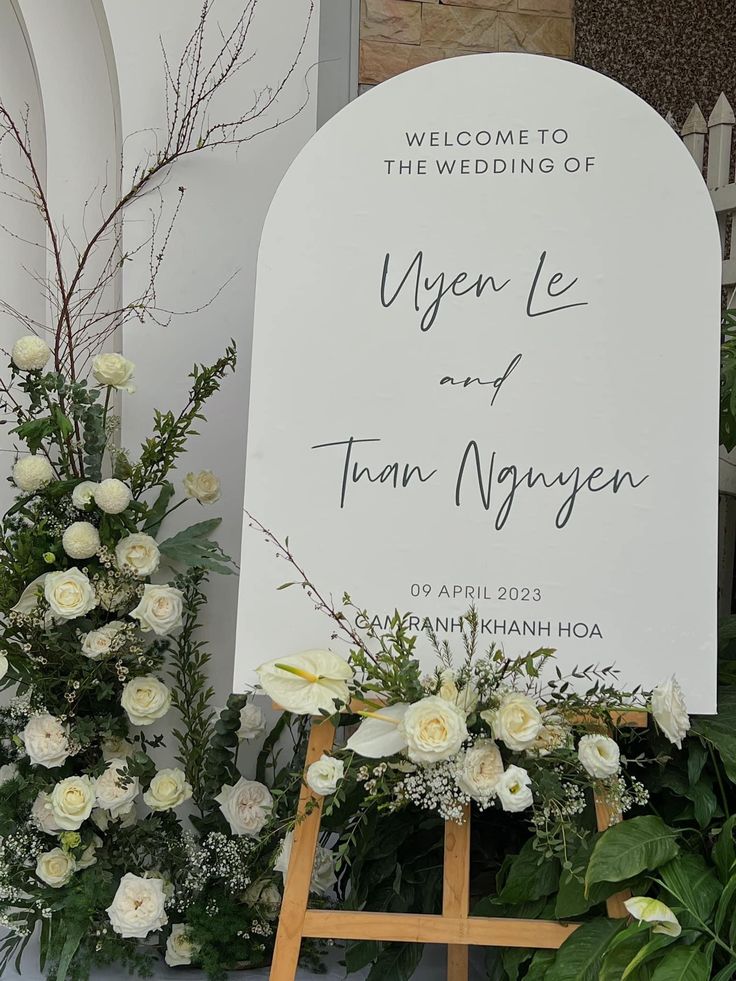 WELCOME TO
THE WEDDING OF
Uyen Le
and
Tuan Nguyen
09 APRIL 2023
CAM RANH, KHANH HOA